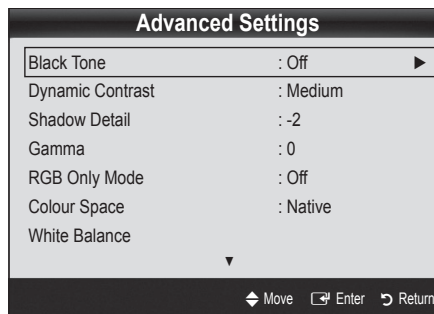 Advanced Settings
Black Tone : Off ▶
Dynamic Contrast : Medium
Shadow Detail : -2
Gamma : 0
RGB Only Mode : Off
Colour Space : Native
White Balance
▼
Move Enter Return